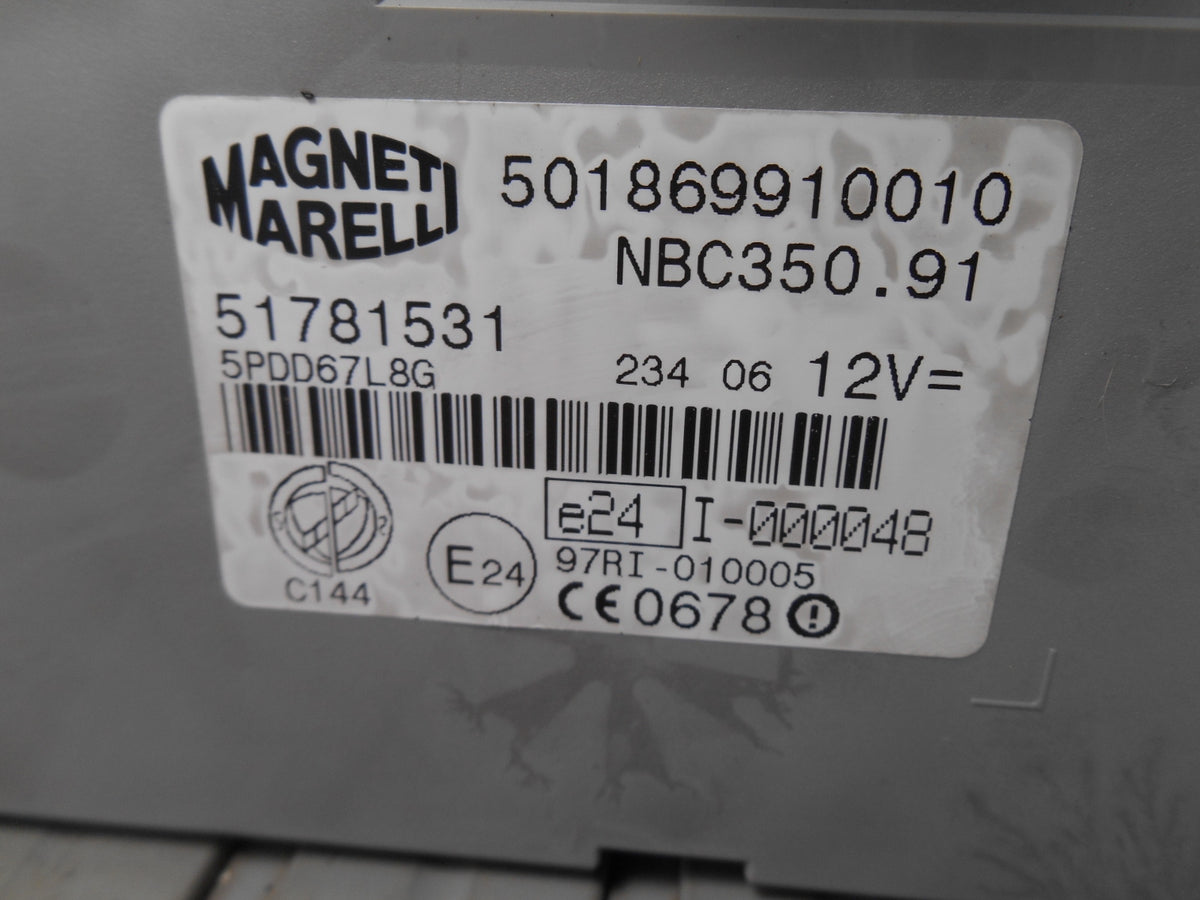 MAGNETI
MARELLI
501869910010
NBC350.91
51781531
5PDD67L8G
234 06 12V=
e24 I-000048
97RI-010005
C144
E24
CE0678